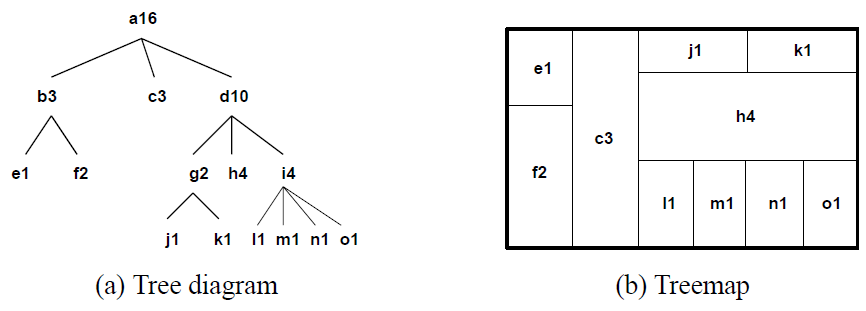 a16
b3 c3 d10
e1 f2 g2 h4 i4
j1 k1 l1 m1 n1 o1
(a) Tree diagram
e1 j1 k1
h4
c3
f2
l1 m1 n1 o1
(b) Treemap